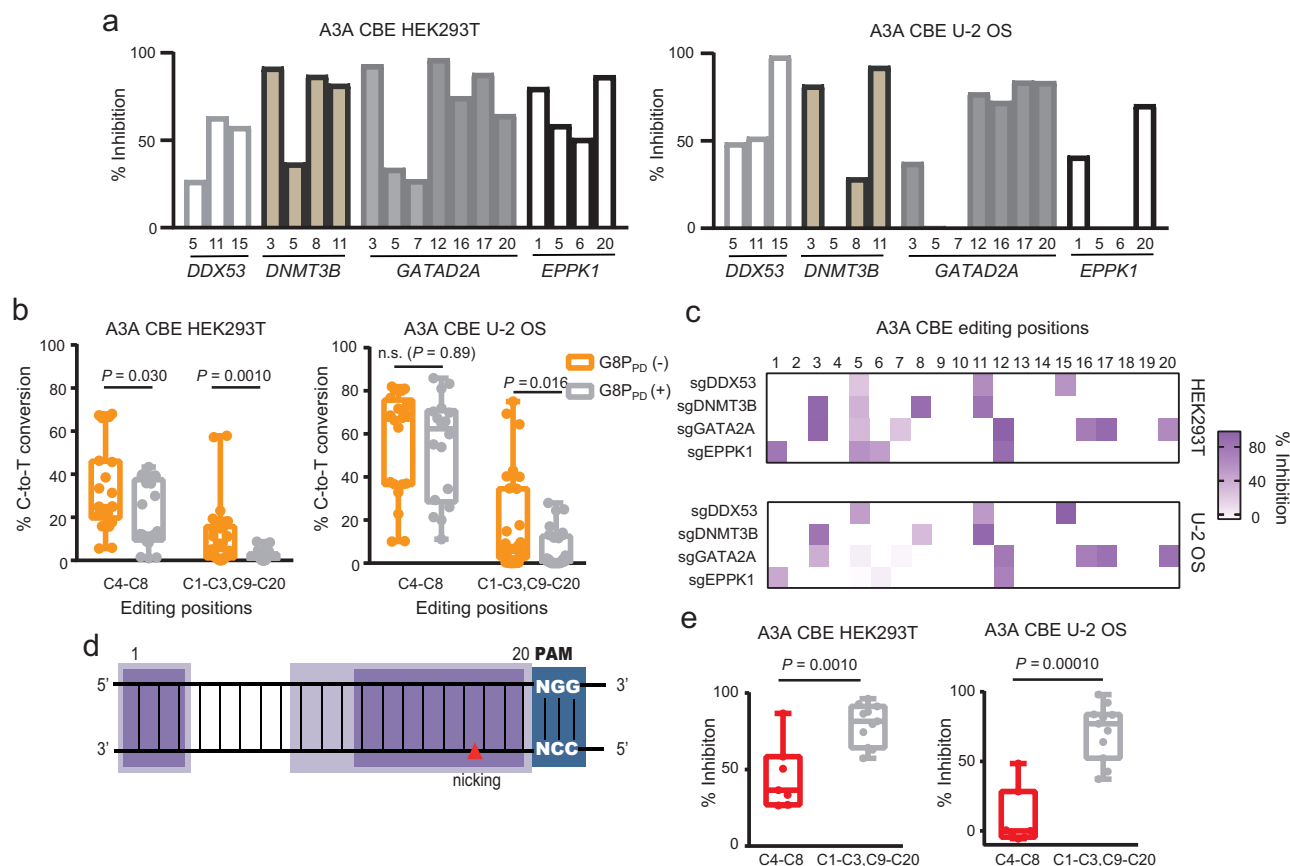 a
A3A CBE HEK293T
% Inhibition
100
50
0
5 11 15 3 5 8 11 3 5 7 12 16 17 20 1 5 6 20
DDX53 DNMT3B GATAD2A EPPK1
A3A CBE U-2 OS
% Inhibition
100
50
0
5 11 15 3 5 8 11 3 5 7 12 16 17 20 1 5 6 20
DDX53 DNMT3B GATAD2A EPPK1
b
A3A CBE HEK293T
% C-to-T conversion
100
80
60
40
20
0
P = 0.030
P = 0.0010
C4-C8 C1-C3,C9-C20
Editing positions
A3A CBE U-2 OS
% C-to-T conversion
100
80
60
40
20
0
n.s. (P = 0.89)
P = 0.016
C4-C8 C1-C3,C9-C20
Editing positions
G8PPD (-)
G8PPD (+)
c
A3A CBE editing positions
1 2 3 4 5 6 7 8 9 10 11 12 13 14 15 16 17 18 19 20
sgDDX53
sgDNMT3B
sgGATA2A
sgEPPK1
HEK293T
sgDDX53
sgDNMT3B
sgGATA2A
sgEPPK1
U-2 OS
80
60
40
20
0
% Inhibition
d
1 20 PAM
5’ NGG 3’
3’ NCC 5’
nicking
e
A3A CBE HEK293T
P = 0.0010
% Inhibiton
100
50
0
C4-C8 C1-C3,C9-C20
A3A CBE U-2 OS
P = 0.00010
% Inhibiton
100
50
0
C4-C8 C1-C3,C9-C20